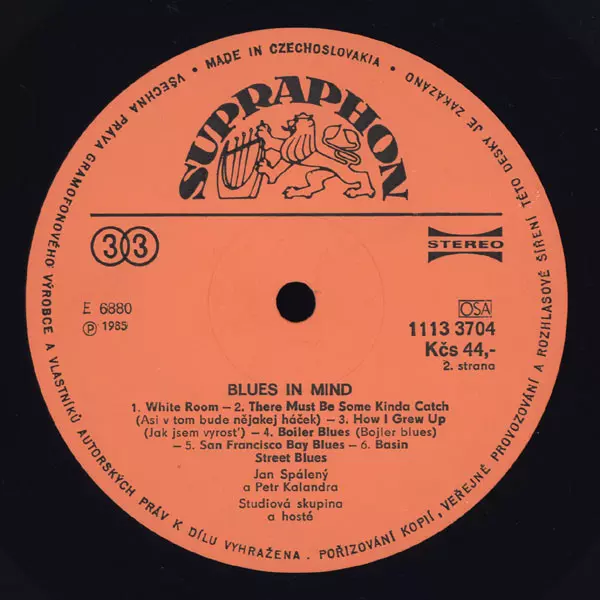 VŠECHNA PRÁVA GRAMOFONOVÉHO VÝROBCE A VLASTNÍKŮ AUTORSKÝCH PRÁV K DÍLU VYHRAŽENA . POŘIZOVÁNÍ KOPIÍ, VEŘEJNÉ PROVOZOVÁNÍ A ROZHLASOVÉ ŠÍŘENÍ TÉTO DESKY JE ZAKÁZÁNO
• MADE IN CZECHOSLOVAKIA •
SUPRAPHON
33
STEREO
E 6880
Ⓟ 1985
OSA
1113 3704
Kčs 44,-
2. strana
BLUES IN MIND
1. White Room – 2. There Must Be Some Kinda Catch
(Asi v tom bude nějakej háček) – 3. How I Grew Up
(Jak jsem vyrosť) – 4. Boiler Blues (Bojler blues)
– 5. San Francisco Bay Blues – 6. Basin
Street Blues
Jan Spálený
a Petr Kalandra
Studiová skupina
a hosté